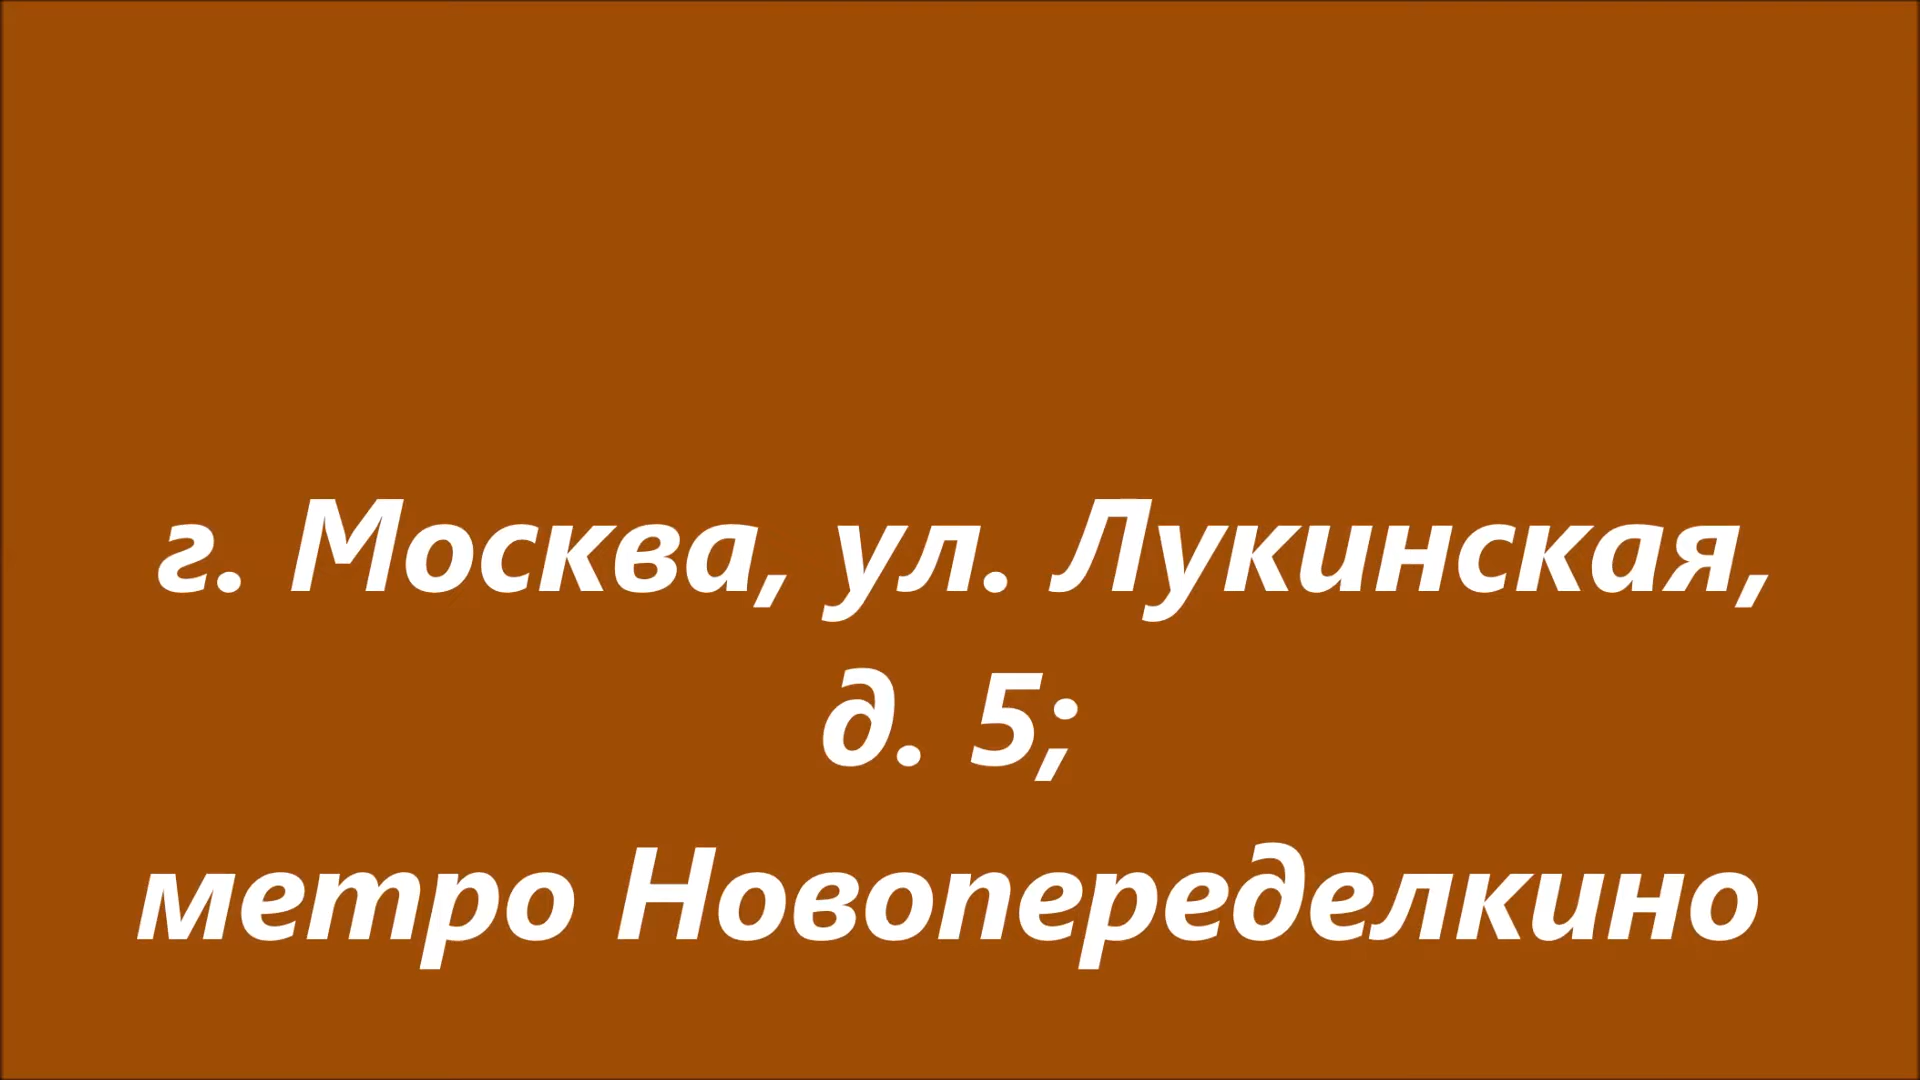 г. Москва, ул. Лукинская,
д. 5;
метро Новопеределкино